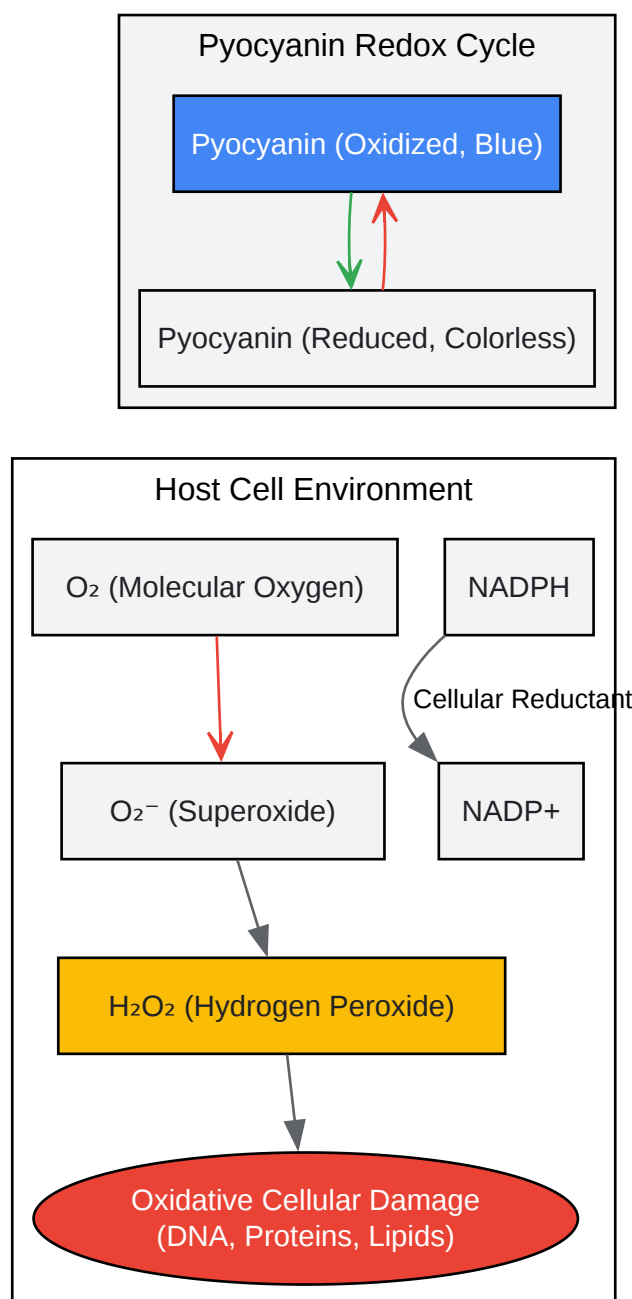 Pyocyanin Redox Cycle
Pyocyanin (Oxidized, Blue)
Pyocyanin (Reduced, Colorless)
Host Cell Environment
O₂ (Molecular Oxygen)
NADPH
Cellular Reductant
O₂⁻ (Superoxide)
NADP+
H₂O₂ (Hydrogen Peroxide)
Oxidative Cellular Damage
(DNA, Proteins, Lipids)